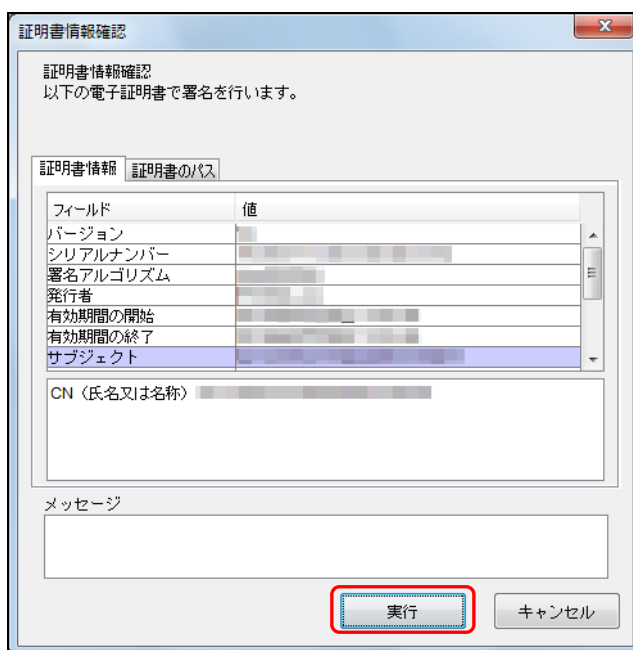 証明書情報確認
証明書情報確認
以下の電子証明書で署名を行います。
証明書情報 証明書のパス
フィールド 値
バージョン
シリアルナンバー
署名アルゴリズム
発行者
有効期間の開始
有効期間の終了
サブジェクト
CN（氏名又は名称）
メッセージ
実行 キャンセル